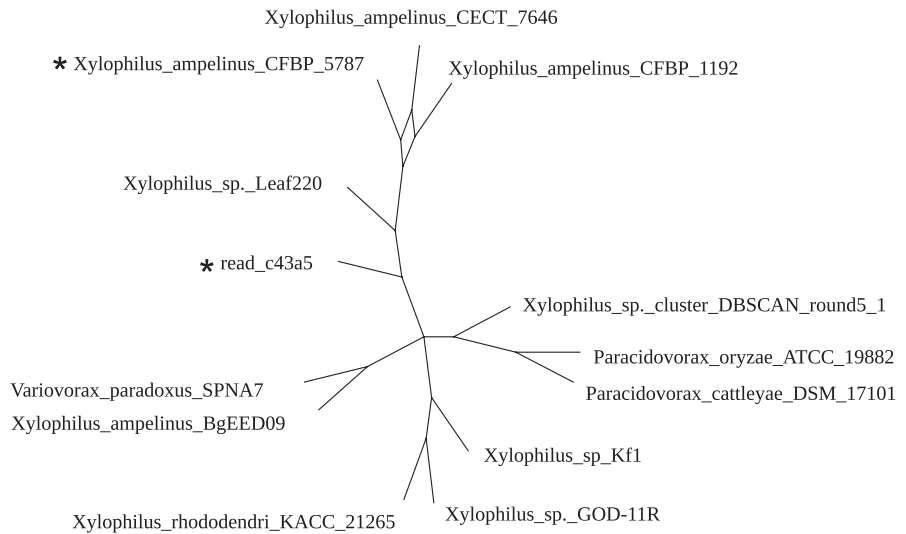 Xylophilus_ampelinus_CECT_7646
* Xylophilus_ampelinus_CFBP_5787
Xylophilus_ampelinus_CFBP_1192
Xylophilus_sp._Leaf220
* read_c43a5
Xylophilus_sp._cluster_DBSCAN_round5_1
Paracidovorax_oryzae_ATCC_19882
Variovorax_paradoxus_SPNA7
Paracidovorax_cattleyae_DSM_17101
Xylophilus_ampelinus_BgEED09
Xylophilus_sp_Kf1
Xylophilus_rhododendri_KACC_21265
Xylophilus_sp._GOD-11R